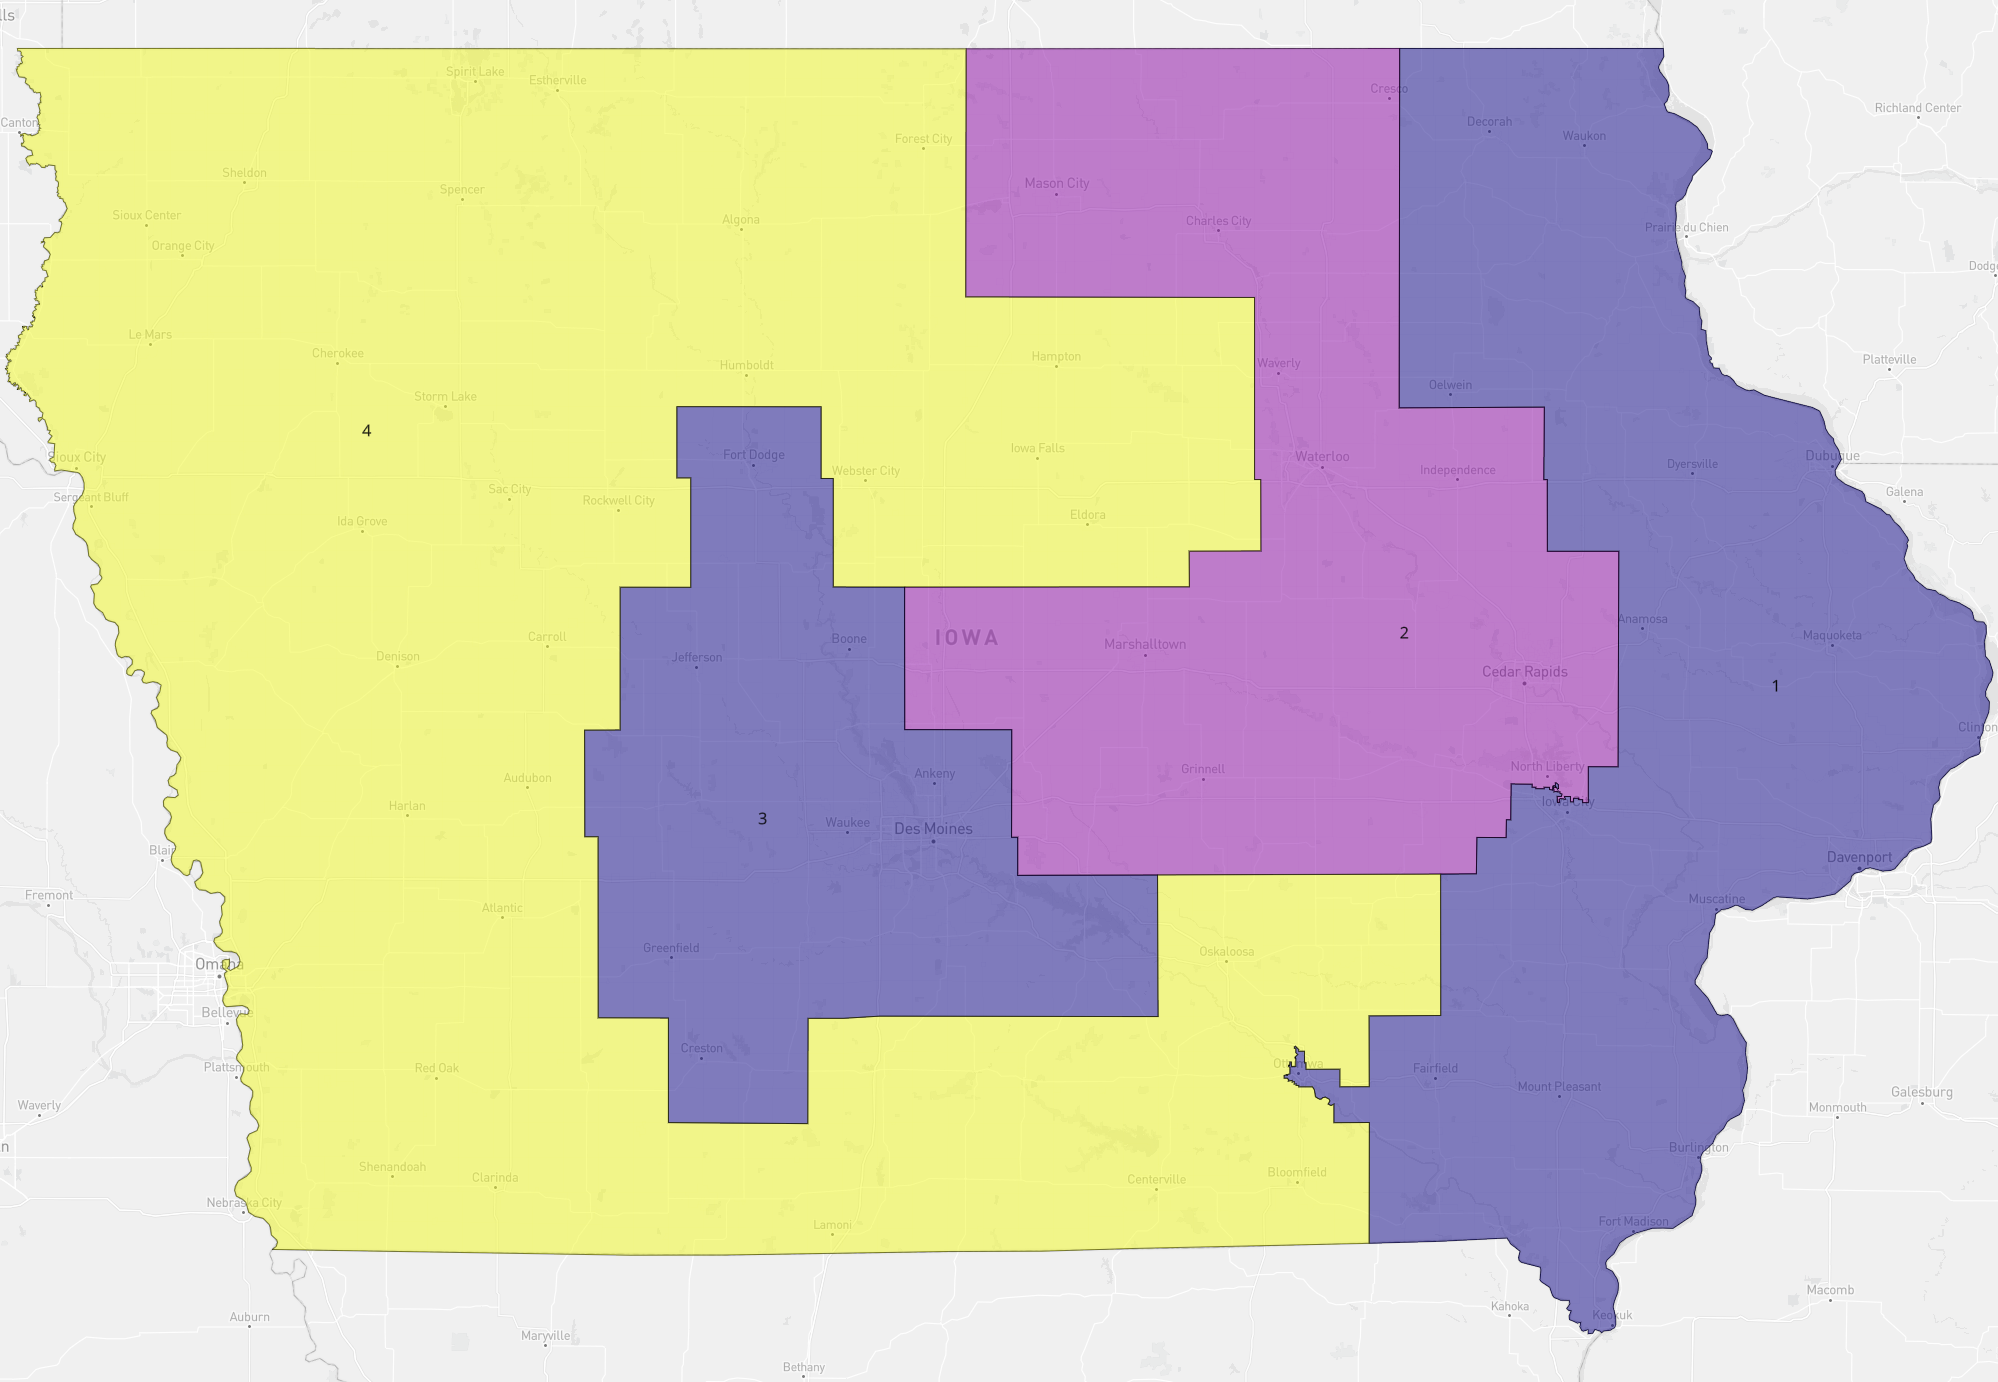 lls
Spirit Lake
Estherville
Canton
Cresco
Richland Center
Decorah
Waukon
Forest City
Sheldon
Spencer
Mason City
Sioux Center
Algona
Charles City
Prairie du Chien
Orange City
Dodge
Le Mars
Cherokee
Humboldt
Hampton
Waverly
Platteville
Oelwein
Storm Lake
4
Iowa Falls
Sioux City
Fort Dodge
Webster City
Waterloo
Independence
Dyersville
Dubuque
Sergeant Bluff
Sac City
Rockwell City
Galena
Ida Grove
Eldora
Anamosa
Carroll
Boone
IOWA
Marshalltown
2
Maquoketa
Denison
Jefferson
Cedar Rapids
1
Clinton
Audubon
Ankeny
Grinnell
North Liberty
Harlan
Iowa City
3
Waukee
Des Moines
Blair
Davenport
Fremont
Atlantic
Muscatine
Greenfield
Oskaloosa
Omaha
Bellevue
Creston
Plattsmouth
Red Oak
Ottumwa
Fairfield
Mount Pleasant
Galesburg
Waverly
Monmouth
n
Burlington
Shenandoah
Clarinda
Centerville
Bloomfield
Nebraska City
Lamoni
Fort Madison
Auburn
Maryville
Kahoka
Keokuk
Macomb
Bethany